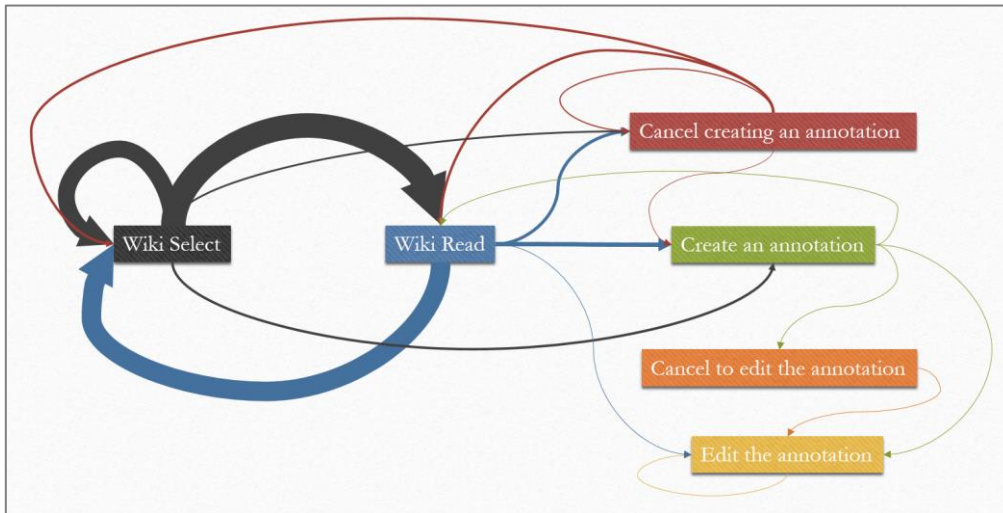 Cancel creating an annotation
Wiki Select
Wiki Read
Create an annotation
Cancel to edit the annotation
Edit the annotation